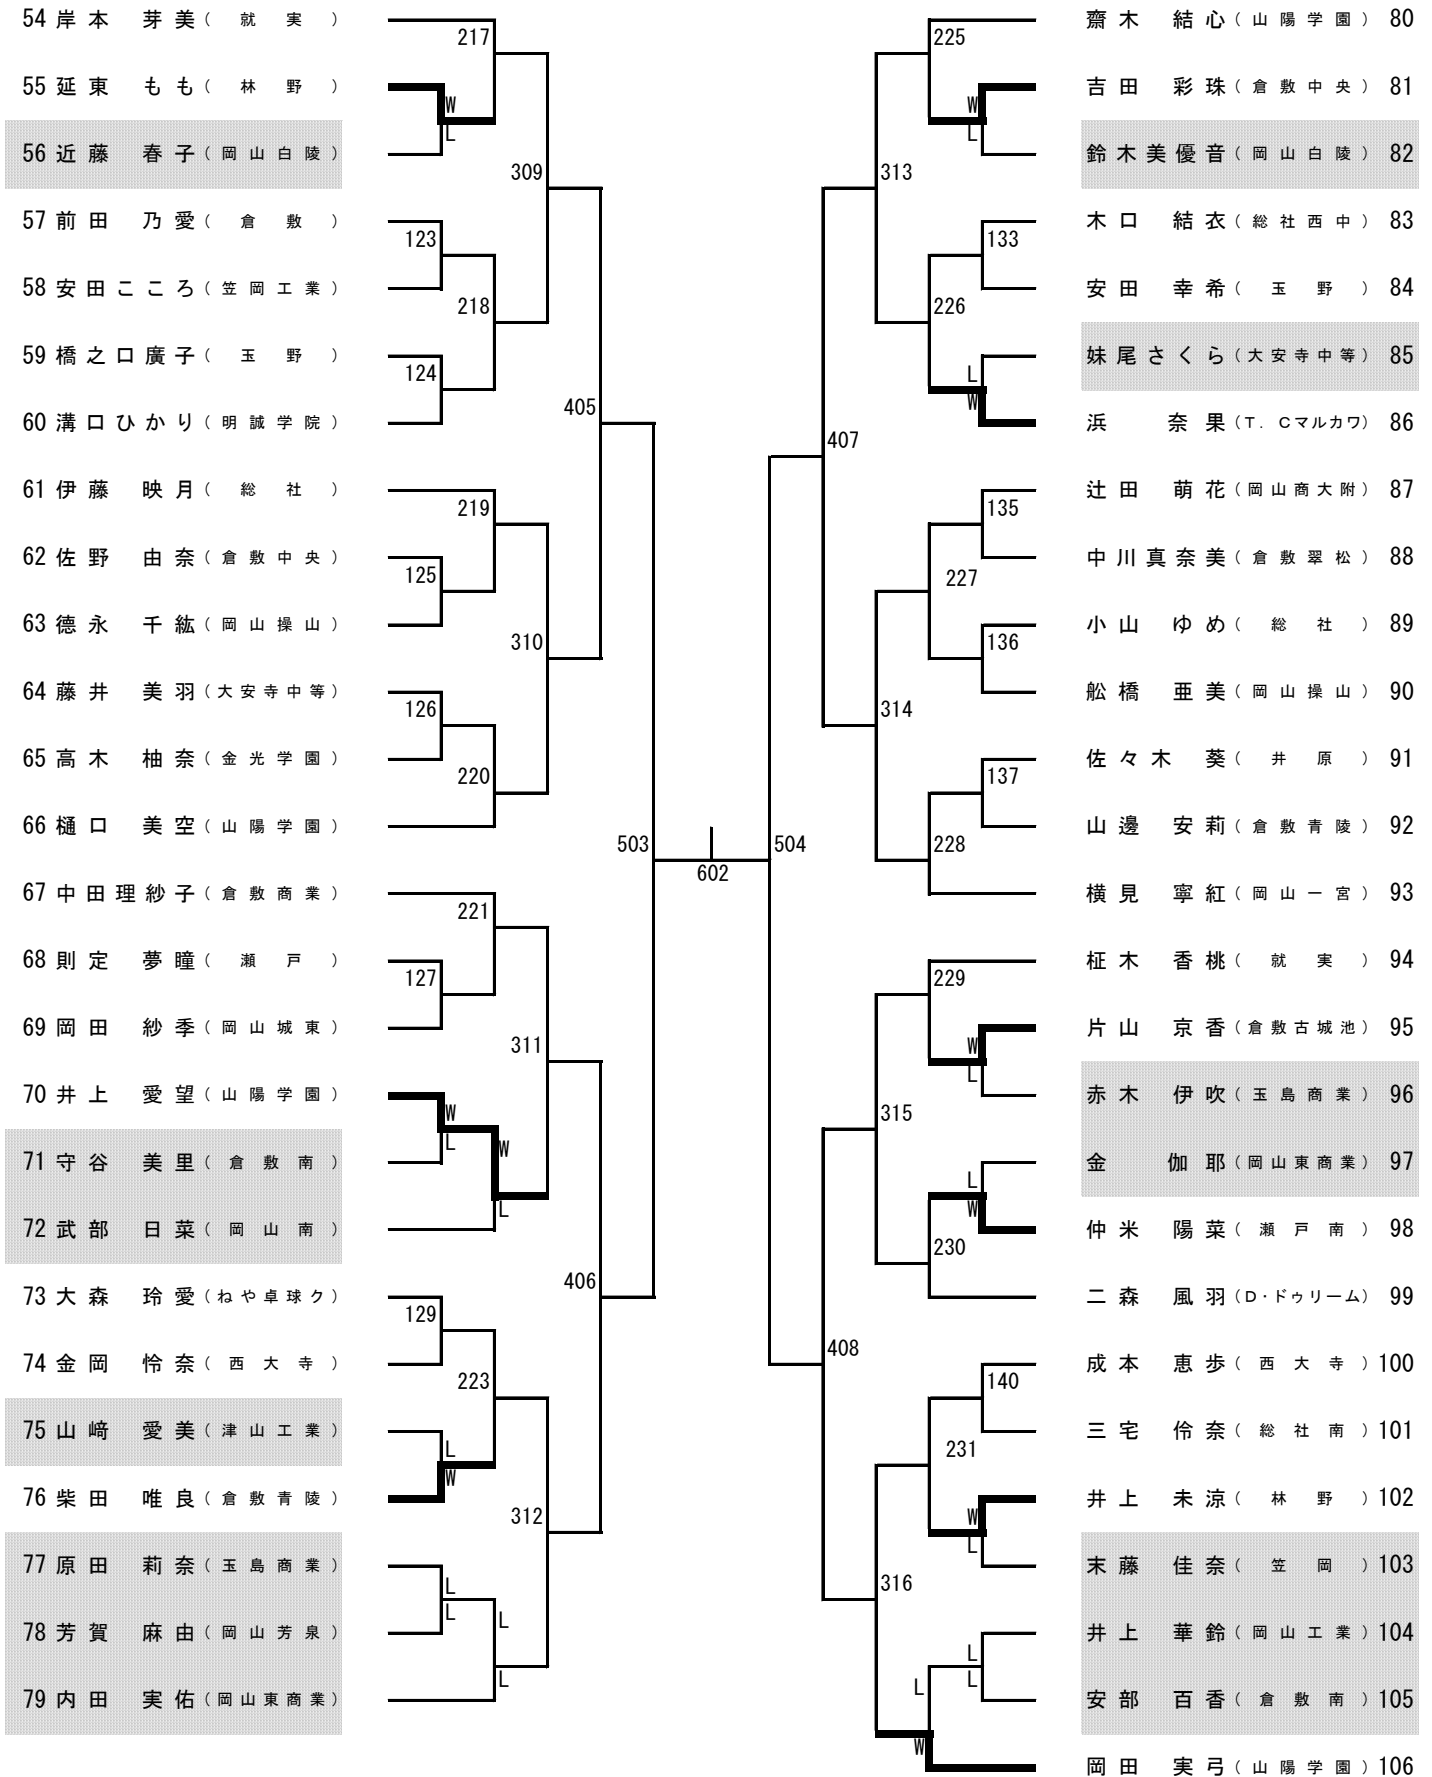 54 岸本 芽美（ 就 実 ）
55 延東 もも（ 林 野 ）
56 近藤 春子（岡山白陵）
57 前田 乃愛（ 倉 敷 ）
58 安田こころ（笠岡工業）
59 橋之口廣子（ 玉 野 ）
60 溝口ひかり（明誠学院）
61 伊藤 映月（ 総 社 ）
62 佐野 由奈（倉敷中央）
63 德永 千紘（岡山操山）
64 藤井 美羽（大安寺中等）
65 高木 柚奈（金光学園）
66 樋口 美空（山陽学園）
67 中田理紗子（倉敷商業）
68 則定 夢瞳（ 瀬 戸 ）
69 岡田 紗季（岡山城東）
70 井上 愛望（山陽学園）
71 守谷 美里（ 倉 敷 南 ）
72 武部 日菜（ 岡 山 南 ）
73 大森 玲愛（ねや卓球ク）
74 金岡 怜奈（ 西 大 寺 ）
75 山﨑 愛美（津山工業）
76 柴田 唯良（倉敷青陵）
77 原田 莉奈（玉島商業）
78 芳賀 麻由（岡山芳泉）
79 内田 実佑（岡山東商業）
217
W
L
309
123
218
124
405
219
125
310
126
220
503
221
127
311
W
L
W
L
406
129
223
L
W
312
L
L
L
L
602
504
225
W
L
313
133
226
L
W
407
135
227
136
314
137
228
229
W
L
315
L
W
230
408
140
231
W
L
316
L
L
L
W
齋木 結心（山陽学園） 80
吉田 彩珠（倉敷中央） 81
鈴木美優音（岡山白陵） 82
木口 結衣（総社西中） 83
安田 幸希（ 玉 野 ） 84
妹尾さくら（大安寺中等） 85
浜 奈果（T．Cマルカワ） 86
辻田 萌花（岡山商大附） 87
中川真奈美（倉敷翠松） 88
小山 ゆめ（ 総 社 ） 89
舩橋 亜美（岡山操山） 90
佐々木 葵（ 井 原 ） 91
山邊 安莉（倉敷青陵） 92
横見 寧紅（岡山一宮） 93
柾木 香桃（ 就 実 ） 94
片山 京香（倉敷古城池） 95
赤木 伊吹（玉島商業） 96
金 伽耶（岡山東商業） 97
仲米 陽菜（ 瀬 戸 南 ） 98
二森 風羽（D・ドゥリーム） 99
成本 恵歩（ 西 大 寺 ）100
三宅 伶奈（ 総 社 南 ）101
井上 未涼（ 林 野 ）102
末藤 佳奈（ 笠 岡 ）103
井上 華鈴（岡山工業）104
安部 百香（ 倉 敷 南 ）105
岡田 実弓（山陽学園）106